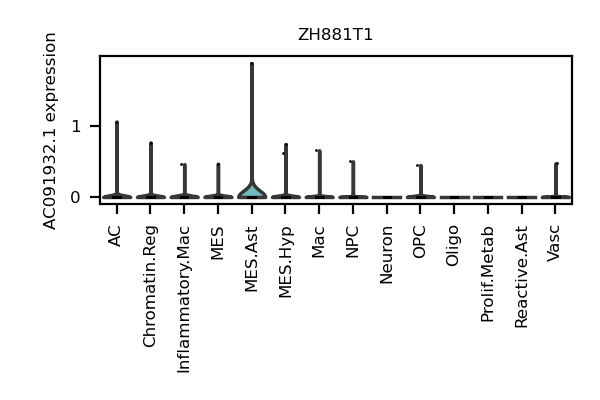 ZH881T1
AC091932.1 expression
1
0
AC
Chromatin.Reg
Inflammatory.Mac
MES
MES.Ast
MES.Hyp
Mac
NPC
Neuron
OPC
Oligo
Prolif.Metab
Reactive.Ast
Vasc